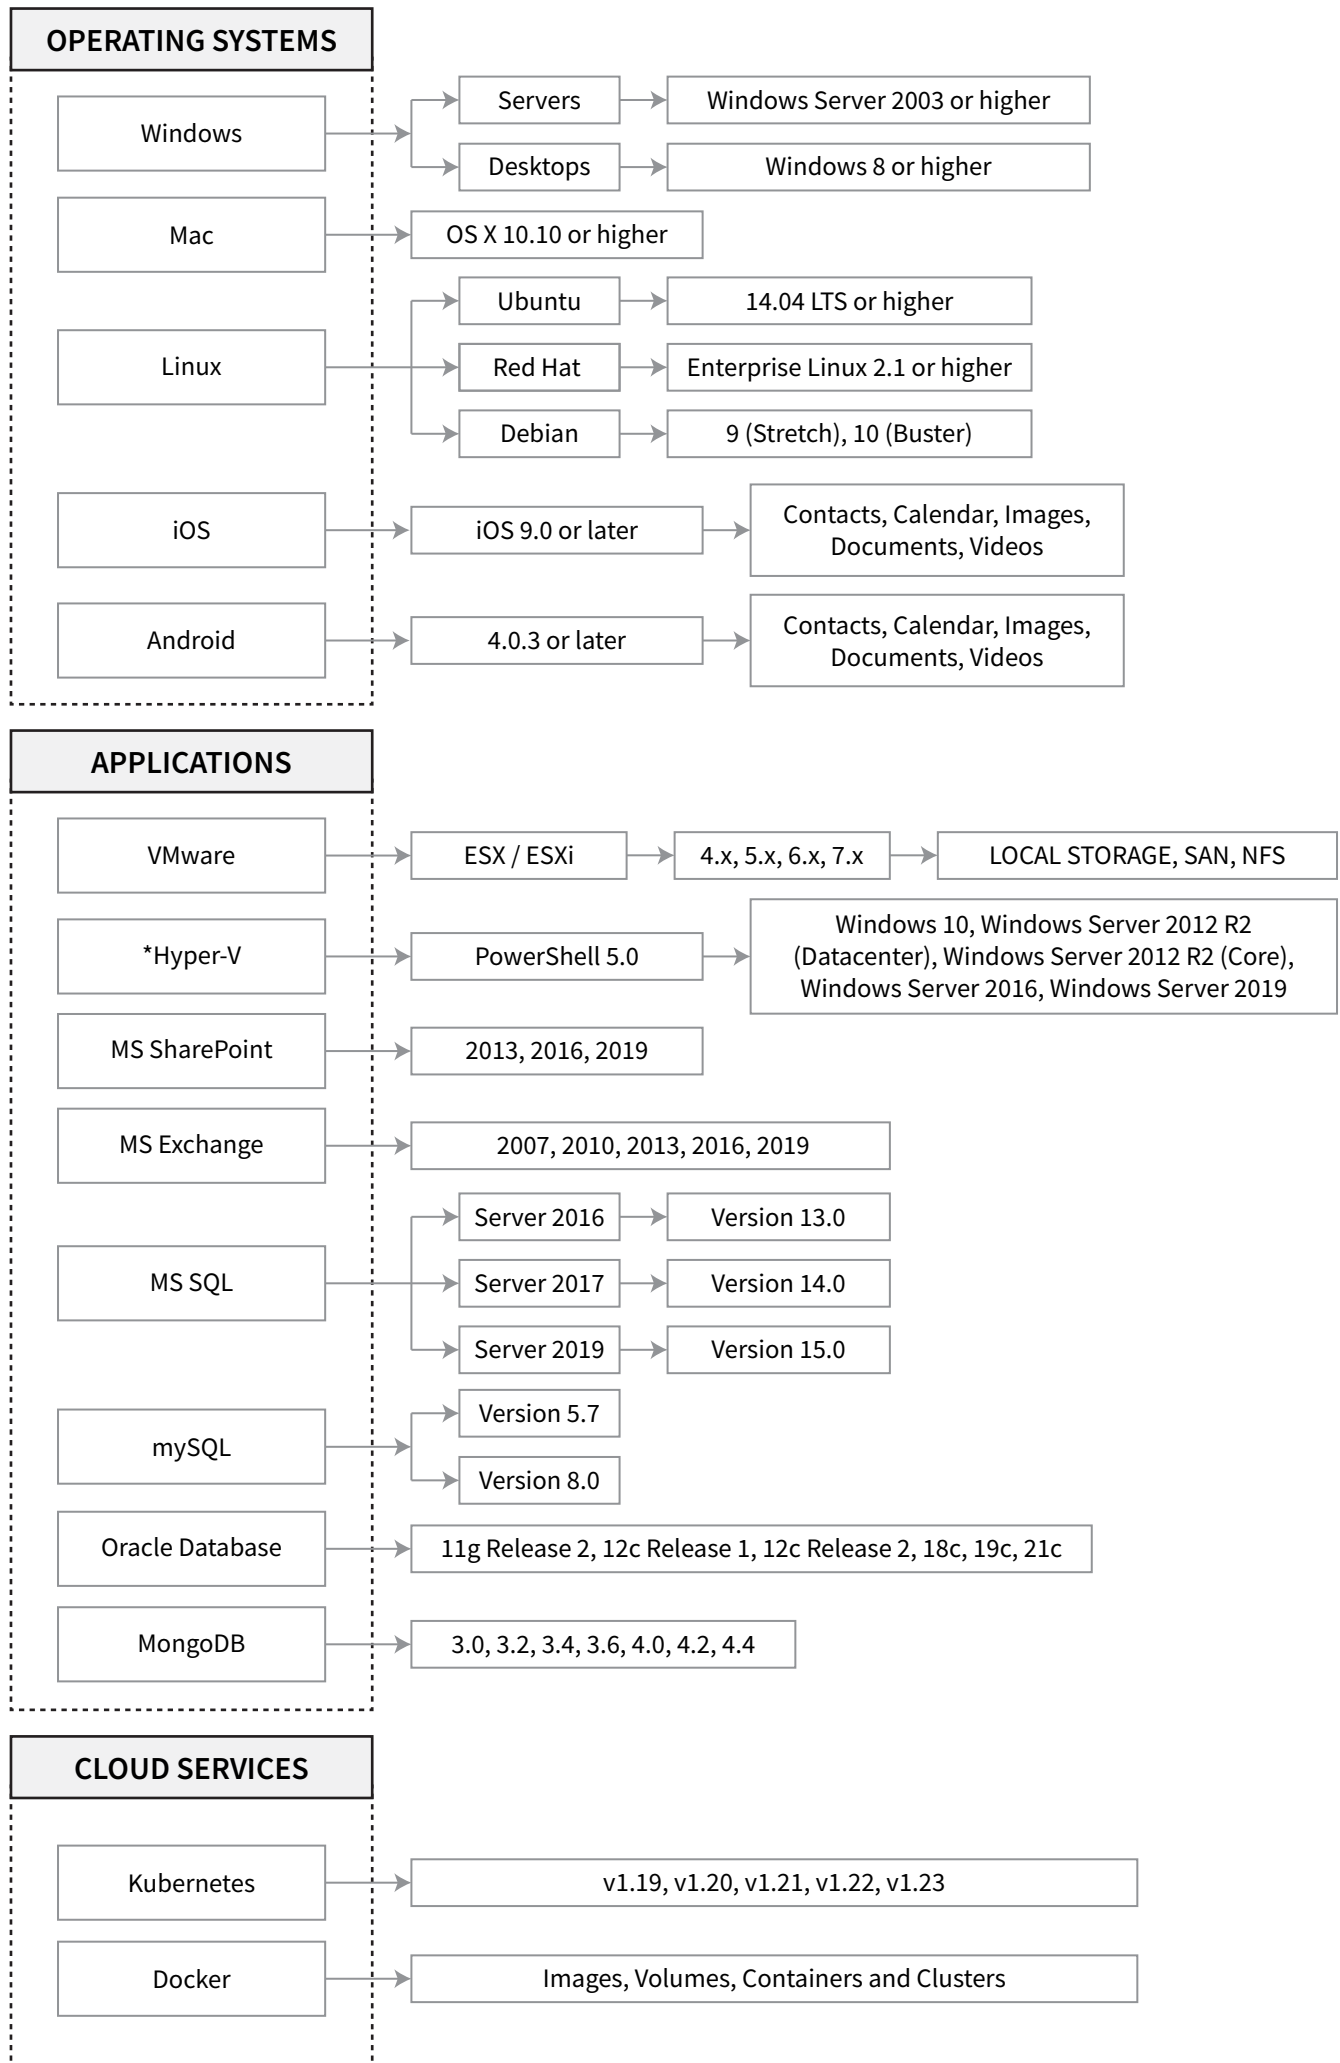 OPERATING SYSTEMS
Windows
Servers
Windows Server 2003 or higher
Desktops
Windows 8 or higher
Mac
OS X 10.10 or higher
Linux
Ubuntu
14.04 LTS or higher
Red Hat
Enterprise Linux 2.1 or higher
Debian
9 (Stretch), 10 (Buster)
iOS
iOS 9.0 or later
Contacts, Calendar, Images,
Documents, Videos
Android
4.0.3 or later
Contacts, Calendar, Images,
Documents, Videos
APPLICATIONS
VMware
ESX / ESXi
4.x, 5.x, 6.x, 7.x
LOCAL STORAGE, SAN, NFS
*Hyper-V
PowerShell 5.0
Windows 10, Windows Server 2012 R2
(Datacenter), Windows Server 2012 R2 (Core),
Windows Server 2016, Windows Server 2019
MS SharePoint
2013, 2016, 2019
MS Exchange
2007, 2010, 2013, 2016, 2019
MS SQL
Server 2016
Version 13.0
Server 2017
Version 14.0
Server 2019
Version 15.0
mySQL
Version 5.7
Version 8.0
Oracle Database
11g Release 2, 12c Release 1, 12c Release 2, 18c, 19c, 21c
MongoDB
3.0, 3.2, 3.4, 3.6, 4.0, 4.2, 4.4
CLOUD SERVICES
Kubernetes
v1.19, v1.20, v1.21, v1.22, v1.23
Docker
Images, Volumes, Containers and Clusters